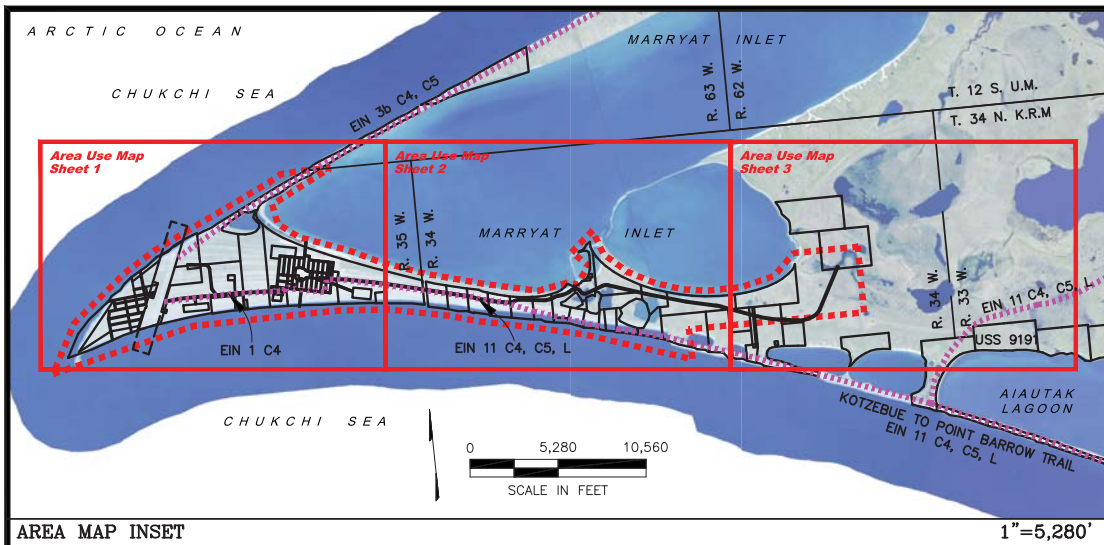 ARCTIC OCEAN
CHUKCHI SEA
EIN 3b C4, C5
MARRYAT INLET
R. 63 W.
R. 62 W.
T. 12 S. U.M.
T. 34 N. K.R.M
Area Use Map
Sheet 1
Area Use Map
Sheet 2
Area Use Map
Sheet 3
R. 35 W.
R. 34 W.
MARRYAT INLET
R. 34 W.
R. 33 W.
EIN 11 C4, C5, L
USS 9191
EIN 1 C4
EIN 11 C4, C5, L
AIAUTAK
LAGOON
KOTZEBUE TO POINT BARROW TRAIL
EIN 11 C4, C5, L
CHUKCHI SEA
0 5,280 10,560
SCALE IN FEET
AREA MAP INSET
1"=5,280'